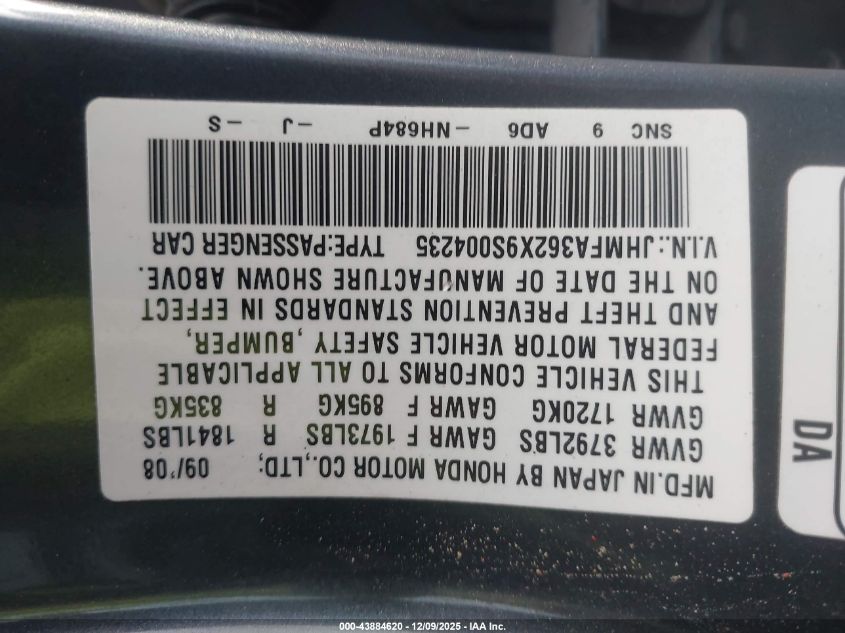 MFD.IN JAPAN BY HONDA MOTOR CO.,LTD; 09/'08
GVWR 3792LBS GAWR F 1973LBS R 1841LBS
GVWR 1720KG GAWR F 895KG R 835KG
THIS VEHICLE CONFORMS TO ALL APPLICABLE
FEDERAL MOTOR VEHICLE SAFETY ,BUMPER,
AND THEFT PREVENTION STANDARDS IN EFFECT
ON THE DATE OF MANUFACTURE SHOWN ABOVE.
V.I.N.:JHMFA362X9S004235 TYPE:PASSENGER CAR
SNC 9 AD6 -NH684P -J -S
DA
000-43884620 - 12/09/2025 - IAA Inc.